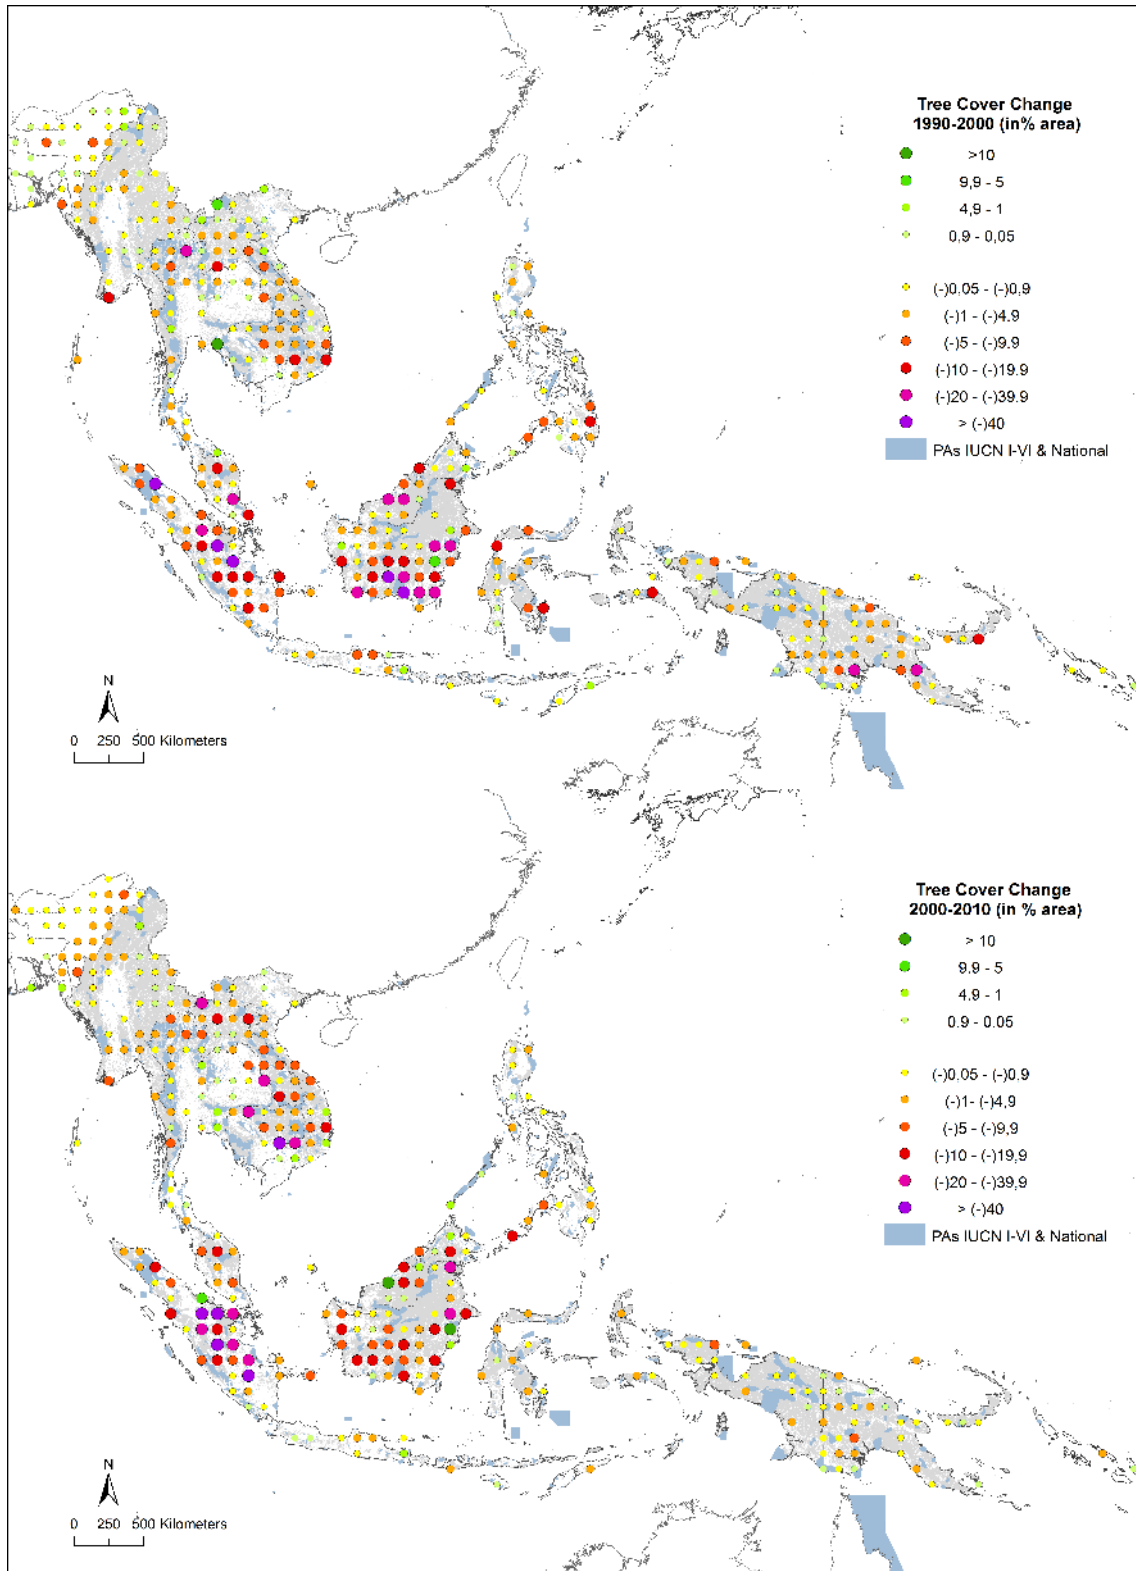 Tree Cover Change
1990-2000 (in% area)
>10
9,9 - 5
4,9 - 1
0,9 - 0,05
(-)0,05 - (-)0,9
(-)1 - (-)4.9
(-)5 - (-)9.9
(-)10 - (-)19.9
(-)20 - (-)39.9
> (-)40
PAs IUCN I-VI & National
N
0 250 500 Kilometers
Tree Cover Change
2000-2010 (in % area)
> 10
9.9 - 5
4.9 - 1
0.9 - 0.05
(-)0,05 - (-)0,9
(-)1- (-)4,9
(-)5 - (-)9,9
(-)10 - (-)19,9
(-)20 - (-)39,9
> (-)40
PAs IUCN I-VI & National
N
0 250 500 Kilometers